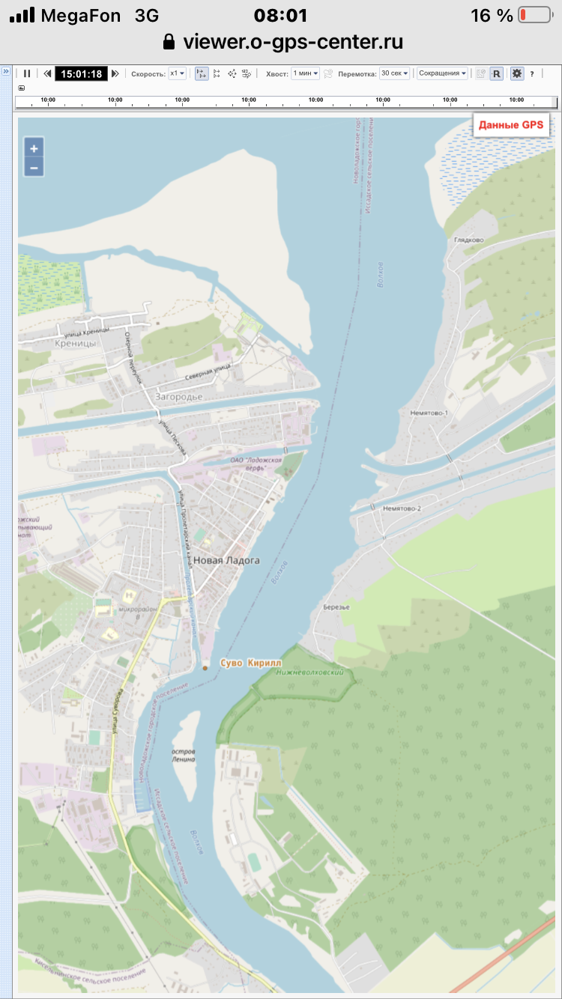 MegaFon 3G 08:01 16 %
viewer.o-gps-center.ru
15:01:18 Скорость: x1 Хвост: 1 мин Перемотка: 30 сек Сокращения R ?
10:00 10:00 10:00 10:00 10:00 10:00 10:00 10:00
Данные GPS
+
−
Новоладожское горо
Иссадское сельское поселени
Глядково
Волхов
улица Креницы
Креницы
Озерной переулок
Северная улица
Загородье
Немятово-1
улица Пескова
ОАО "Ладожская
верфь"
Немятово-2
улица Пролетарский канал
Новая Ладога
Волхов
Пролетарский канал
микрорайон
в
Березье
Суво Кирилл
Нижневолховский
Новоладожское городское поселение
улица Суворова
остров
Ленина
Иссадское сельское поселение
Волхов
Кисельнинское сельское поселение